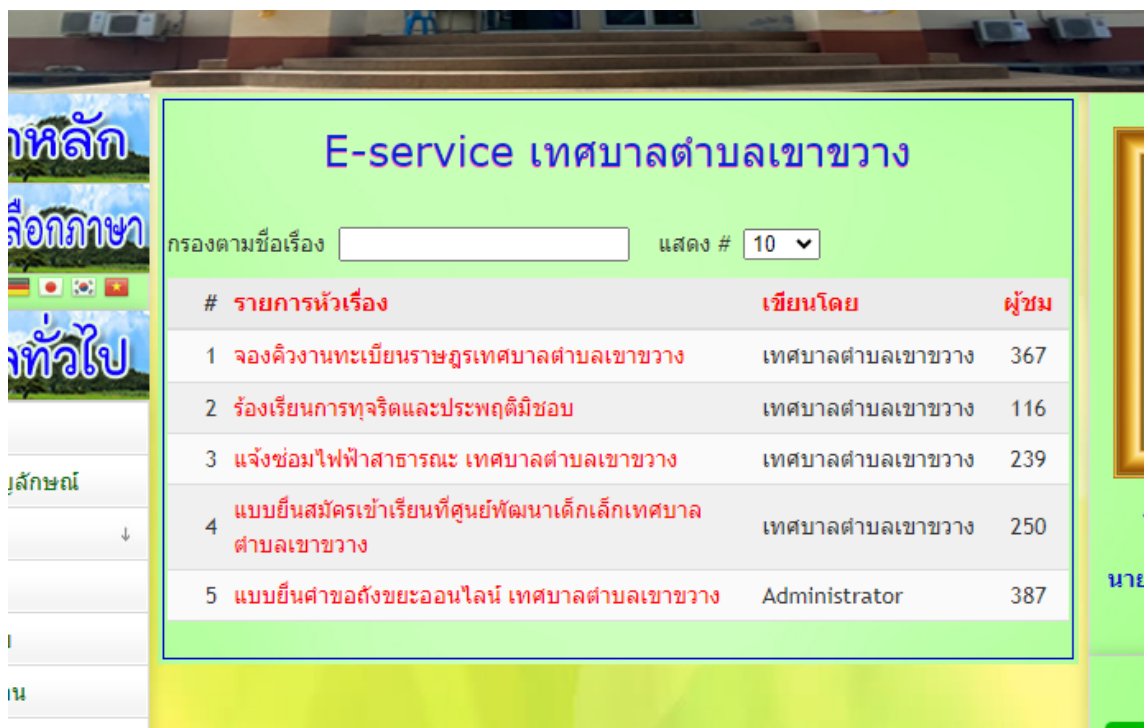 E-service เทศบาลตำบลเขาขวาง
กรองตามชื่อเรื่อง แสดง # 10
# รายการหัวเรื่อง เขียนโดย ผู้ชม
1 จองคิวงานทะเบียนราษฎรเทศบาลตำบลเขาขวาง เทศบาลตำบลเขาขวาง 367
2 ร้องเรียนการทุจริตและประพฤติมิชอบ เทศบาลตำบลเขาขวาง 116
3 แจ้งซ่อมไฟฟ้าสาธารณะ เทศบาลตำบลเขาขวาง เทศบาลตำบลเขาขวาง 239
4 แบบยื่นสมัครเข้าเรียนที่ศูนย์พัฒนาเด็กเล็กเทศบาล
ตำบลเขาขวาง เทศบาลตำบลเขาขวาง 250
5 แบบยื่นคำขอถังขยะออนไลน์ เทศบาลตำบลเขาขวาง Administrator 387
หลัก
เลือกภาษา
ทั่วไป
นาย